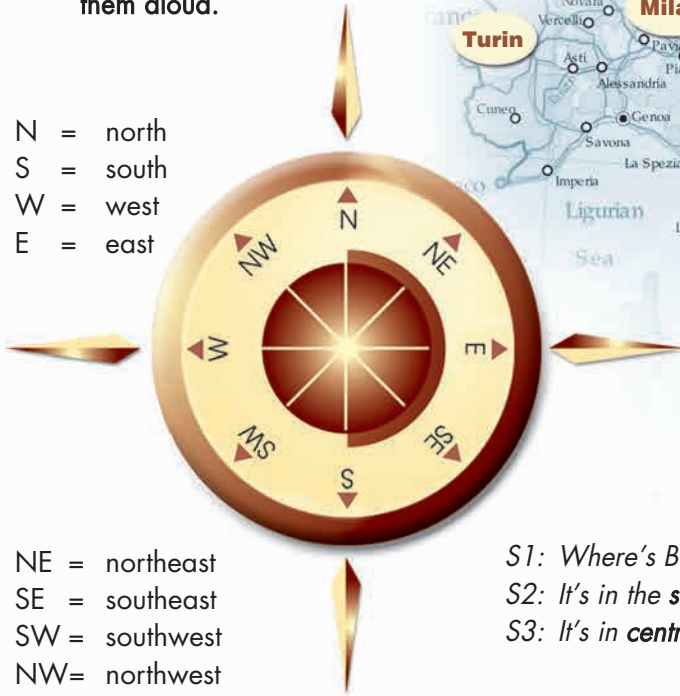 them aloud.
N = north
S = south
W = west
E = east
N
NE
E
SE
S
SW
W
NW
NE = northeast
SE = southeast
SW = southwest
NW= northwest
Turin
Vercelli
Asti
Alessandria
Cuneo
Genoa
Savona
La Spezia
Imperia
Ligurian
Sea
S1: Where's B
S2: It's in the s
S3: It's in centr